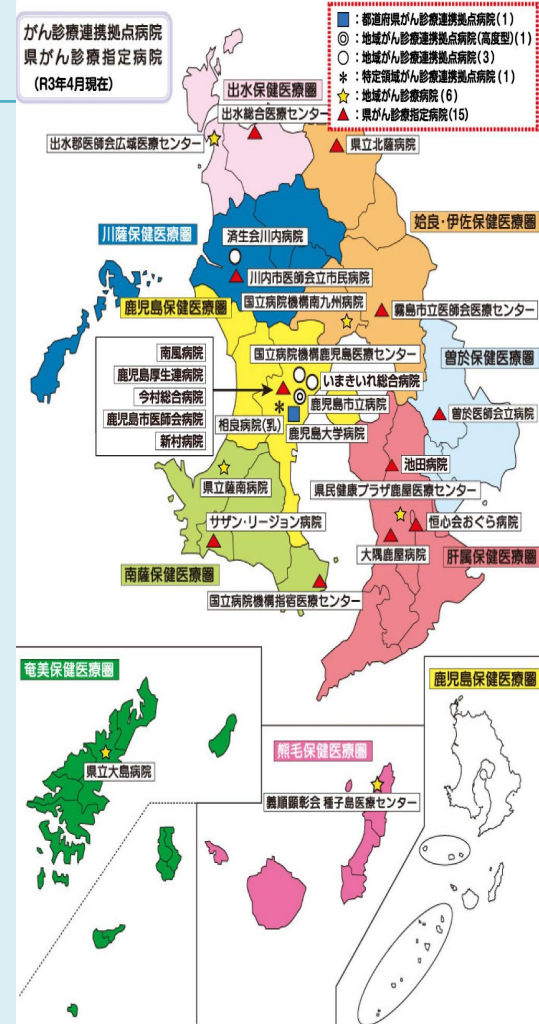 がん診療連携拠点病院
県がん診療指定病院
(R3年4月現在)
■ : 都道府県がん診療連携拠点病院(1)
◎ : 地域がん診療連携拠点病院(高度型)(1)
○ : 地域がん診療連携拠点病院(3)
* : 特定領域がん診療連携拠点病院(1)
★ : 地域がん診療病院(6)
▲ : 県がん診療指定病院(15)
出水保健医療圏
出水総合医療センター
出水郡医師会広域医療センター
県立北薩病院
姶良・伊佐保健医療圏
川薩保健医療圏
済生会川内病院
川内市医師会立市民病院
国立病院機構南九州病院
鹿児島保健医療圏
霧島市立医師会医療センター
国立病院機構鹿児島医療センター
曽於保健医療圏
南風病院
鹿児島厚生連病院
今村総合病院
鹿児島市医師会病院
新村病院
いまきいれ総合病院
鹿児島市立病院
相良病院(乳)
鹿児島大学病院
曽於医師会立病院
池田病院
県立薩南病院
県民健康プラザ鹿屋医療センター
サザン・リージョン病院
恒心会おぐら病院
大隅鹿屋病院
肝属保健医療圏
南薩保健医療圏
国立病院機構指宿医療センター
奄美保健医療圏
県立大島病院
熊毛保健医療圏
義順顕彰会 種子島医療センター
鹿児島保健医療圏